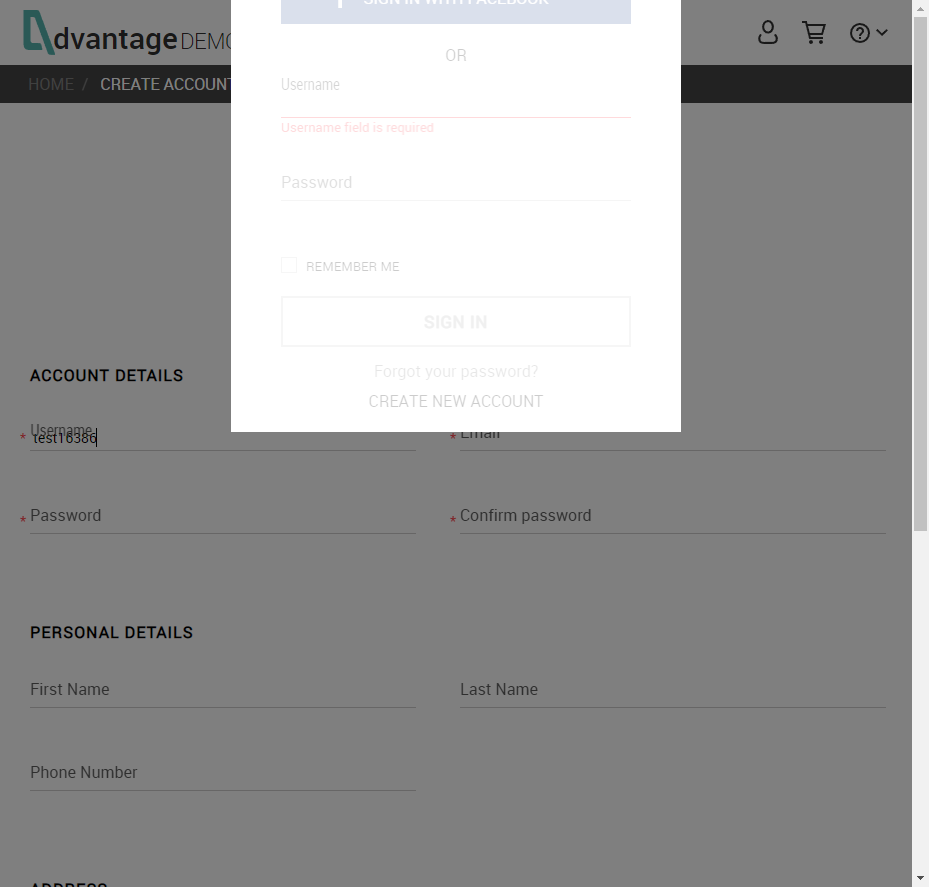 SIGN IN WITH FACEBOOK
dvantage DEMO
OR
HOME / CREATE ACCOUNT
Username
Username field is required
Password
REMEMBER ME
SIGN IN
Forgot your password?
CREATE NEW ACCOUNT
ACCOUNT DETAILS
* Username
test16386
* Email
* Password
* Confirm password
PERSONAL DETAILS
First Name
Last Name
Phone Number
ADDRESS